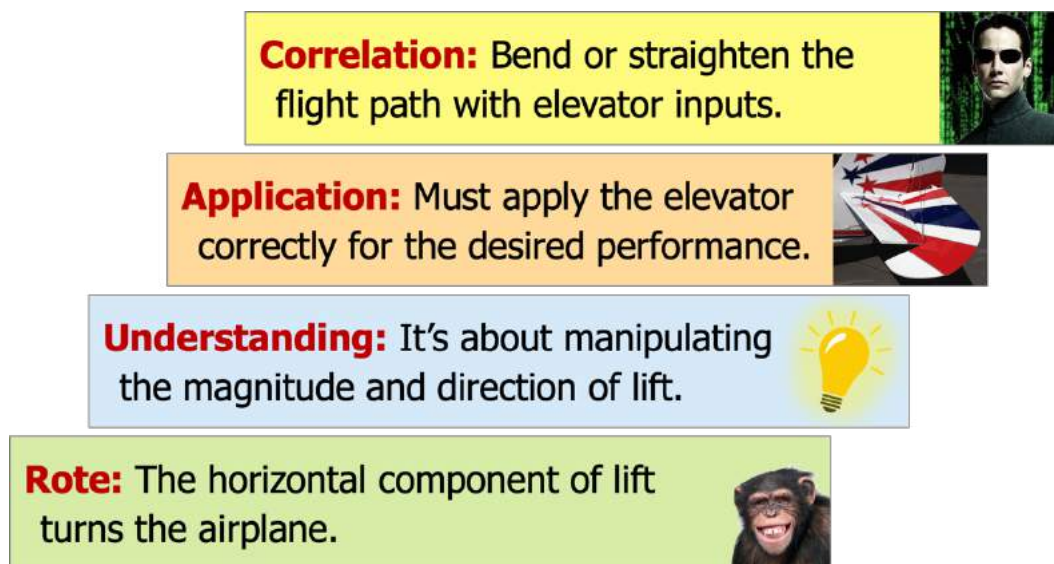 Correlation: Bend or straighten the
flight path with elevator inputs.
Application: Must apply the elevator
correctly for the desired performance.
Understanding: It’s about manipulating
the magnitude and direction of lift.
Rote: The horizontal component of lift
turns the airplane.